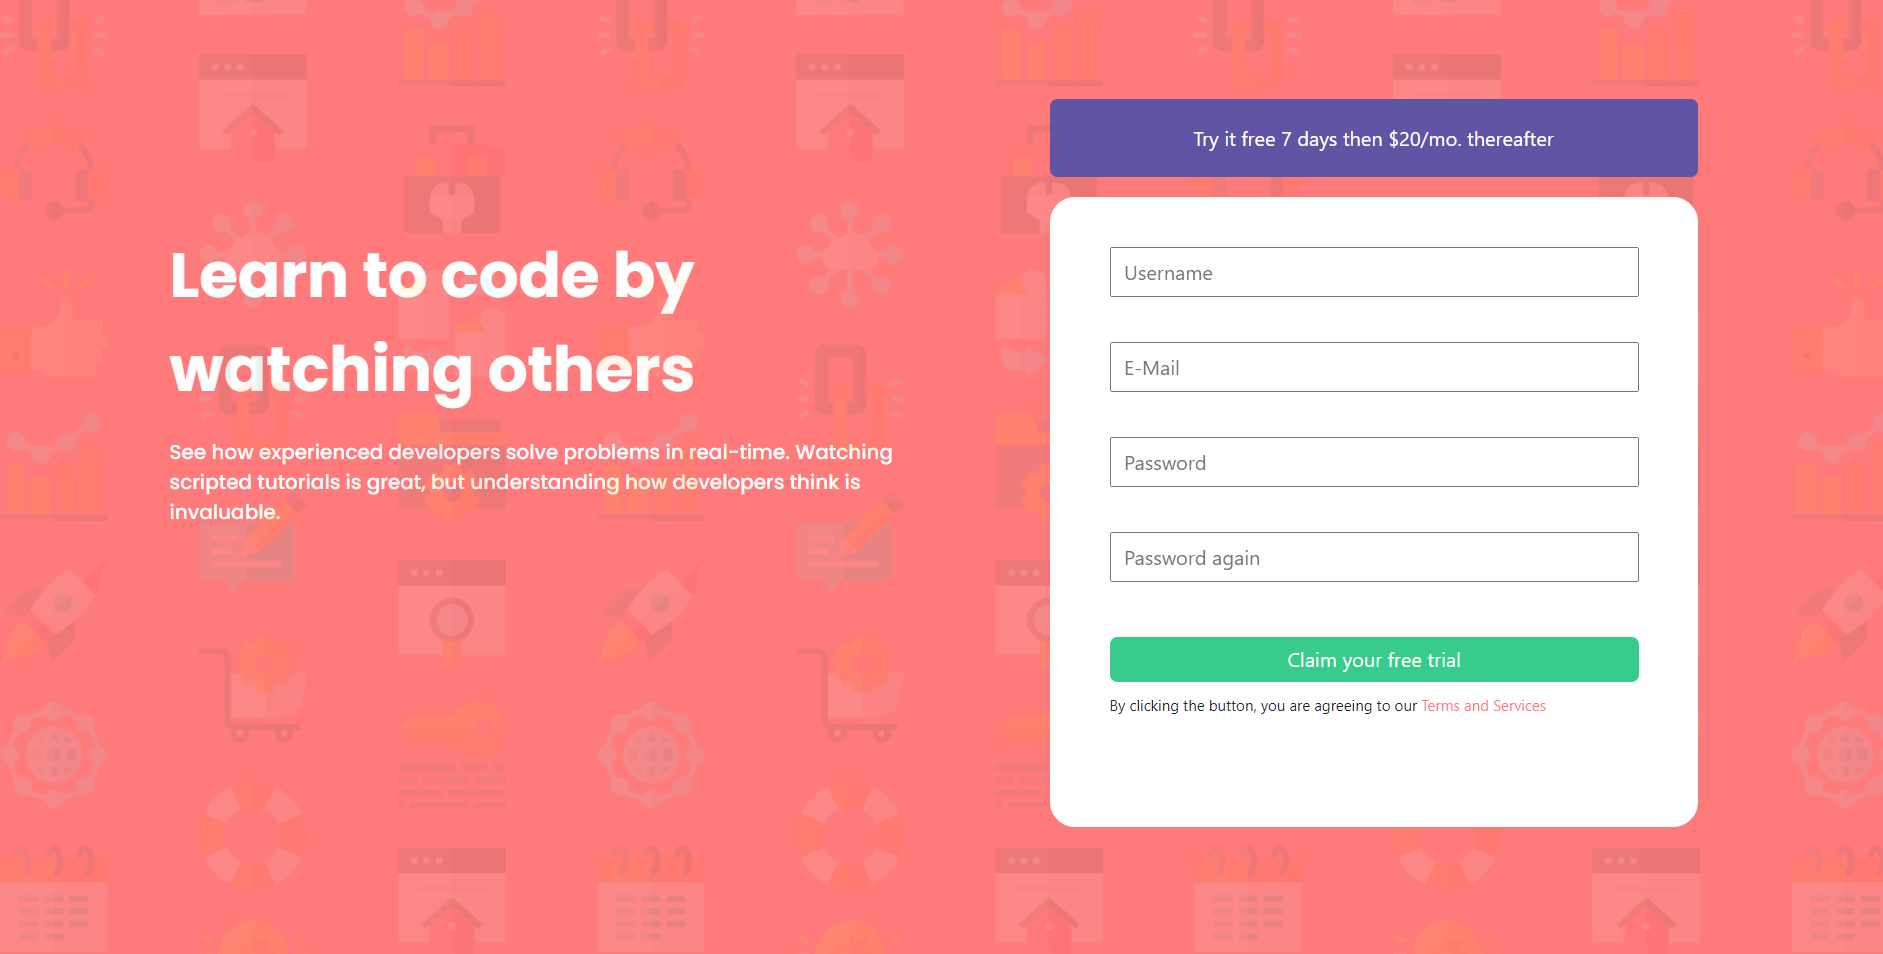 Learn to code by
watching others
See how experienced developers solve problems in real-time. Watching
scripted tutorials is great, but understanding how developers think is
invaluable.
Try it free 7 days then $20/mo. thereafter
Username
E-Mail
Password
Password again
Claim your free trial
By clicking the button, you are agreeing to our Terms and Services